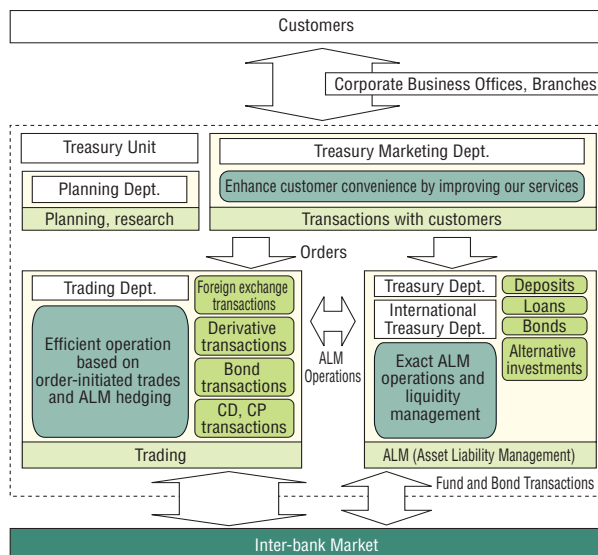 Customers
Corporate Business Offices, Branches
Treasury Unit
Planning Dept.
Planning, research
Treasury Marketing Dept.
Enhance customer convenience by improving our services
Transactions with customers
Orders
Trading Dept.
Efficient operation
based on
order-initiated trades
and ALM hedging
Foreign exchange
transactions
Derivative
transactions
Bond
transactions
CD, CP
transactions
Trading
ALM
Operations
Treasury Dept.
International
Treasury Dept.
Exact ALM
operations and
liquidity
management
Deposits
Loans
Bonds
Alternative
investments
ALM (Asset Liability Management)
Fund and Bond Transactions
Inter-bank Market